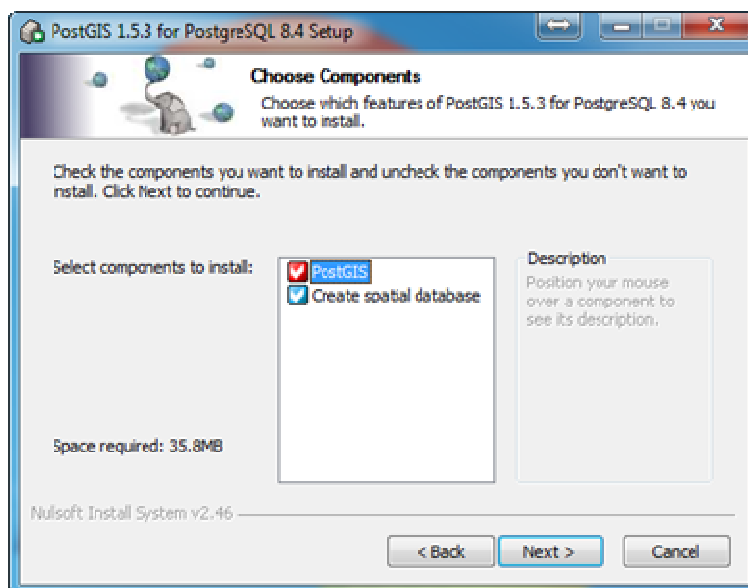 PostGIS 1.5.3 for PostgreSQL 8.4 Setup
Choose Components
Choose which features of PostGIS 1.5.3 for PostgreSQL 8.4 you
want to install.
Check the components you want to install and uncheck the components you don't want to
install. Click Next to continue.
Select components to install:
PostGIS
Create spatial database
Description
Position your mouse
over a component to
see its description.
Space required: 35.8MB
Nullsoft Install System v2.46
< Back
Next >
Cancel